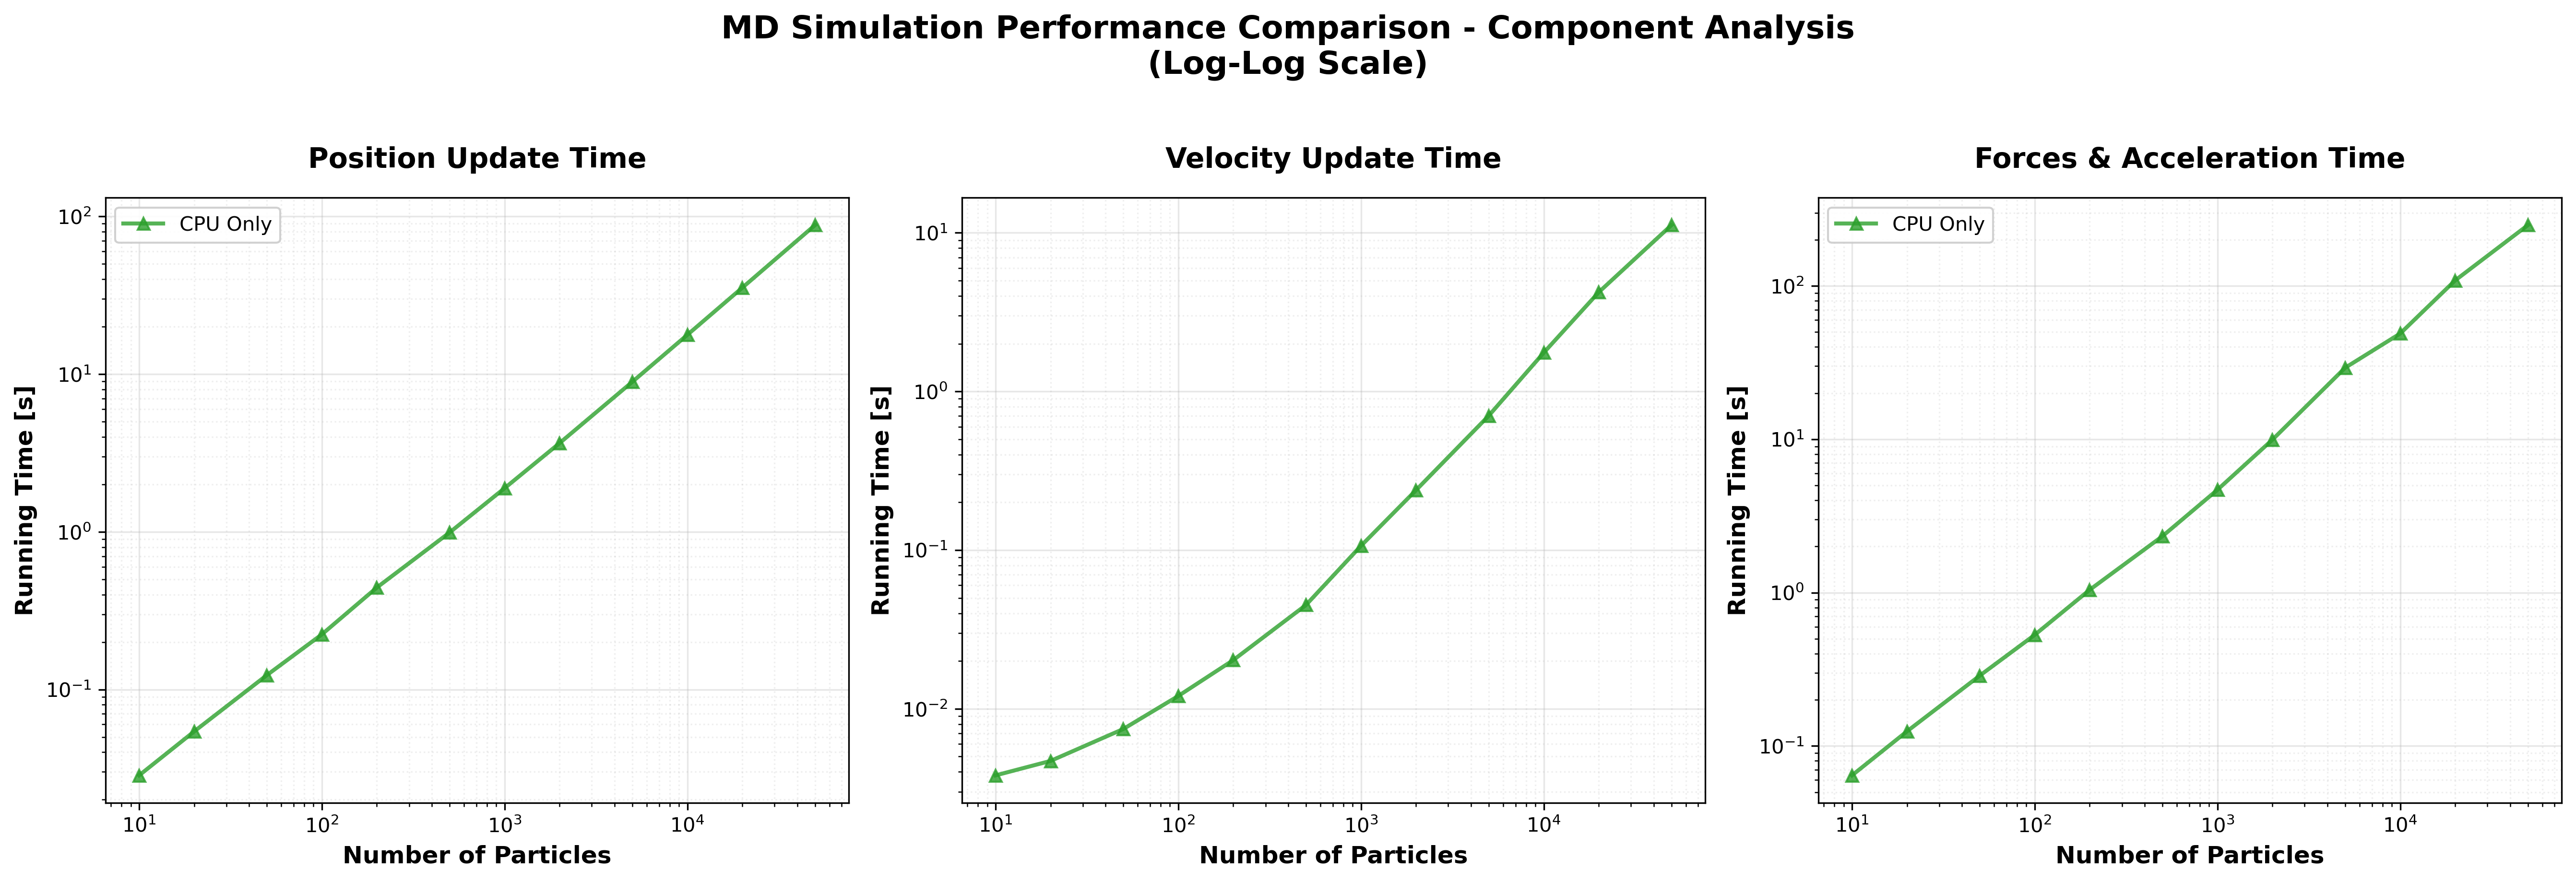 MD Simulation Performance Comparison - Component Analysis
(Log-Log Scale)
Position Update Time
CPU Only
Running Time [s]
10²
10¹
10⁰
10⁻¹
10¹ 10² 10³ 10⁴
Number of Particles
Velocity Update Time
Running Time [s]
10¹
10⁰
10⁻¹
10⁻²
10¹ 10² 10³ 10⁴
Number of Particles
Forces & Acceleration Time
CPU Only
Running Time [s]
10²
10¹
10⁰
10⁻¹
10¹ 10² 10³ 10⁴
Number of Particles